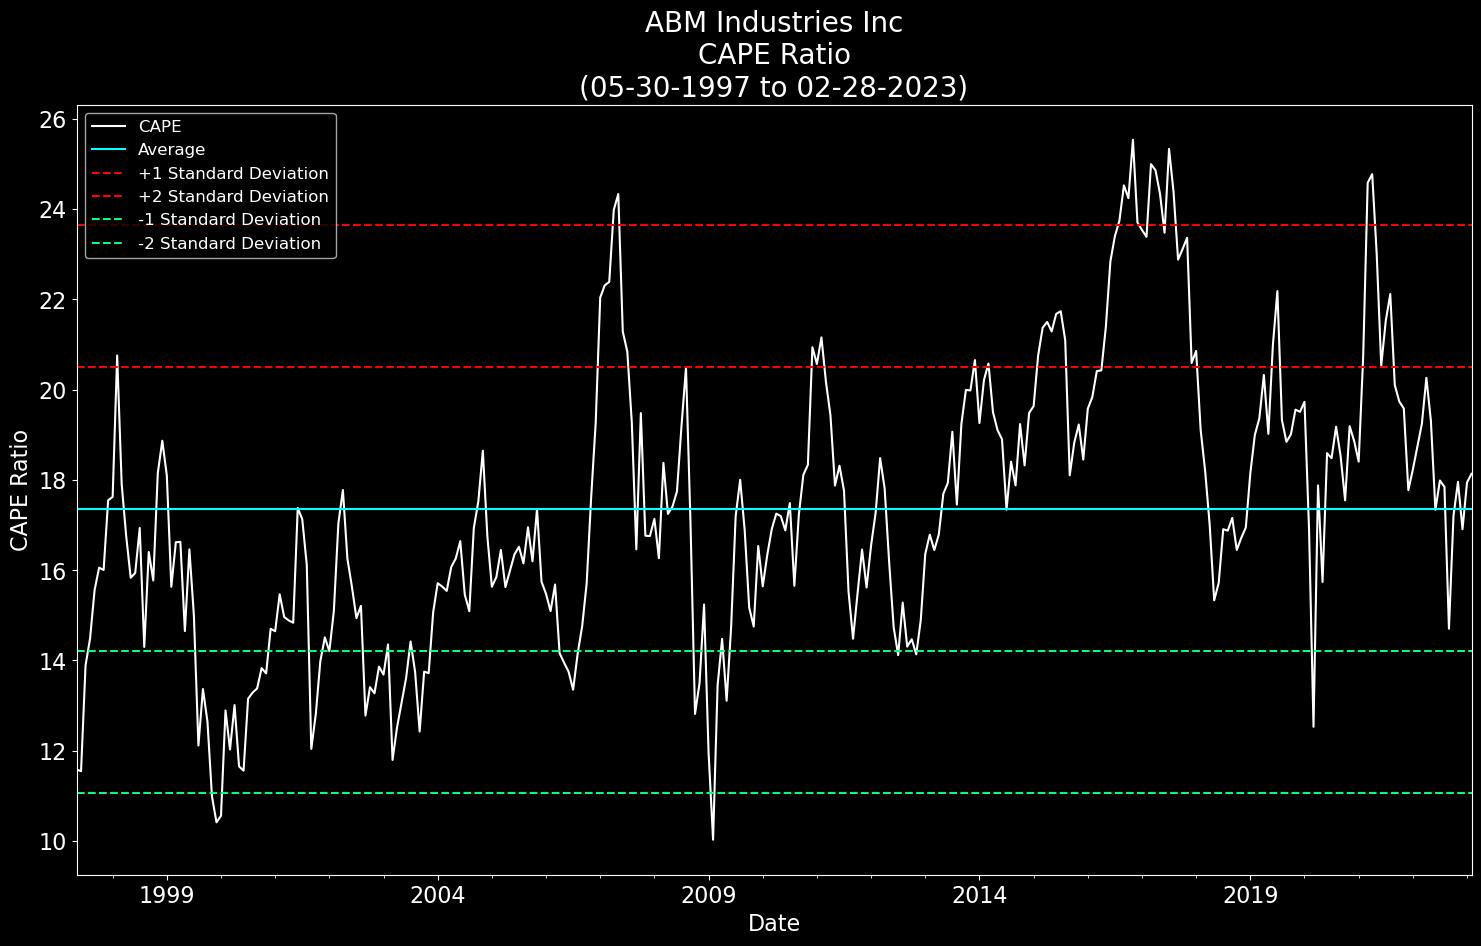 ABM Industries Inc
CAPE Ratio
(05-30-1997 to 02-28-2023)
CAPE
Average
+1 Standard Deviation
+2 Standard Deviation
-1 Standard Deviation
-2 Standard Deviation
CAPE Ratio
26
24
22
20
18
16
14
12
10
1999 2004 2009 2014 2019
Date